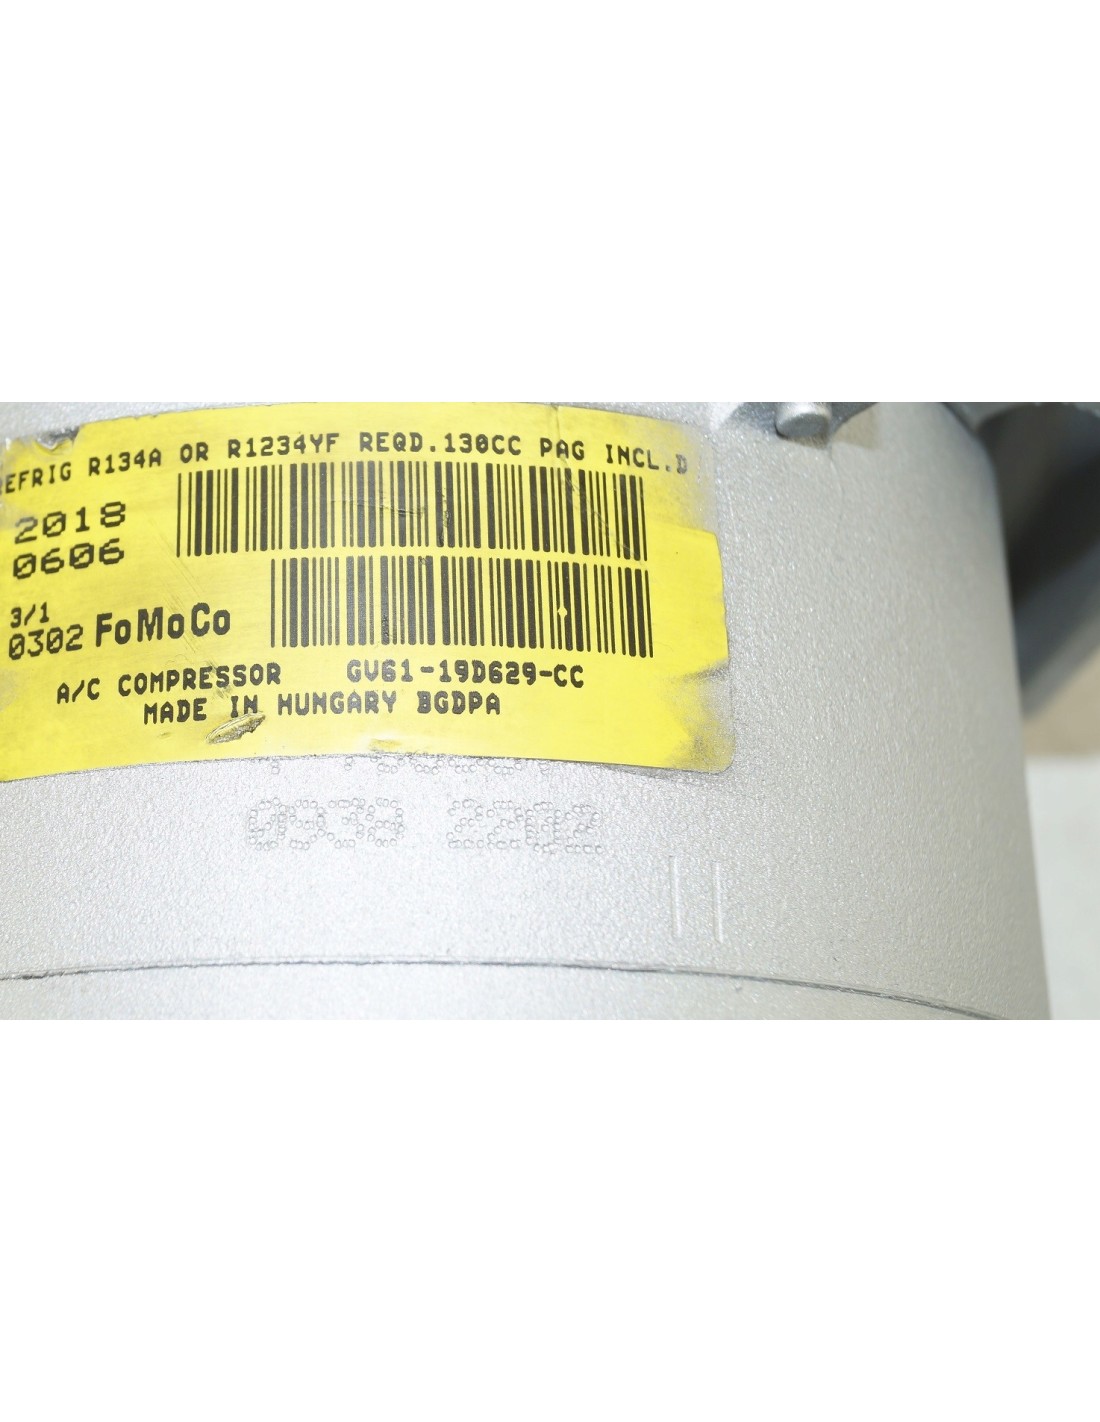 REFRIG R134A OR R1234YF REQD.130CC PAG INCL.D
2018
0606
3/1
0302 FoMoCo
A/C COMPRESSOR GV61-19D629-CC
MADE IN HUNGARY BGDPA